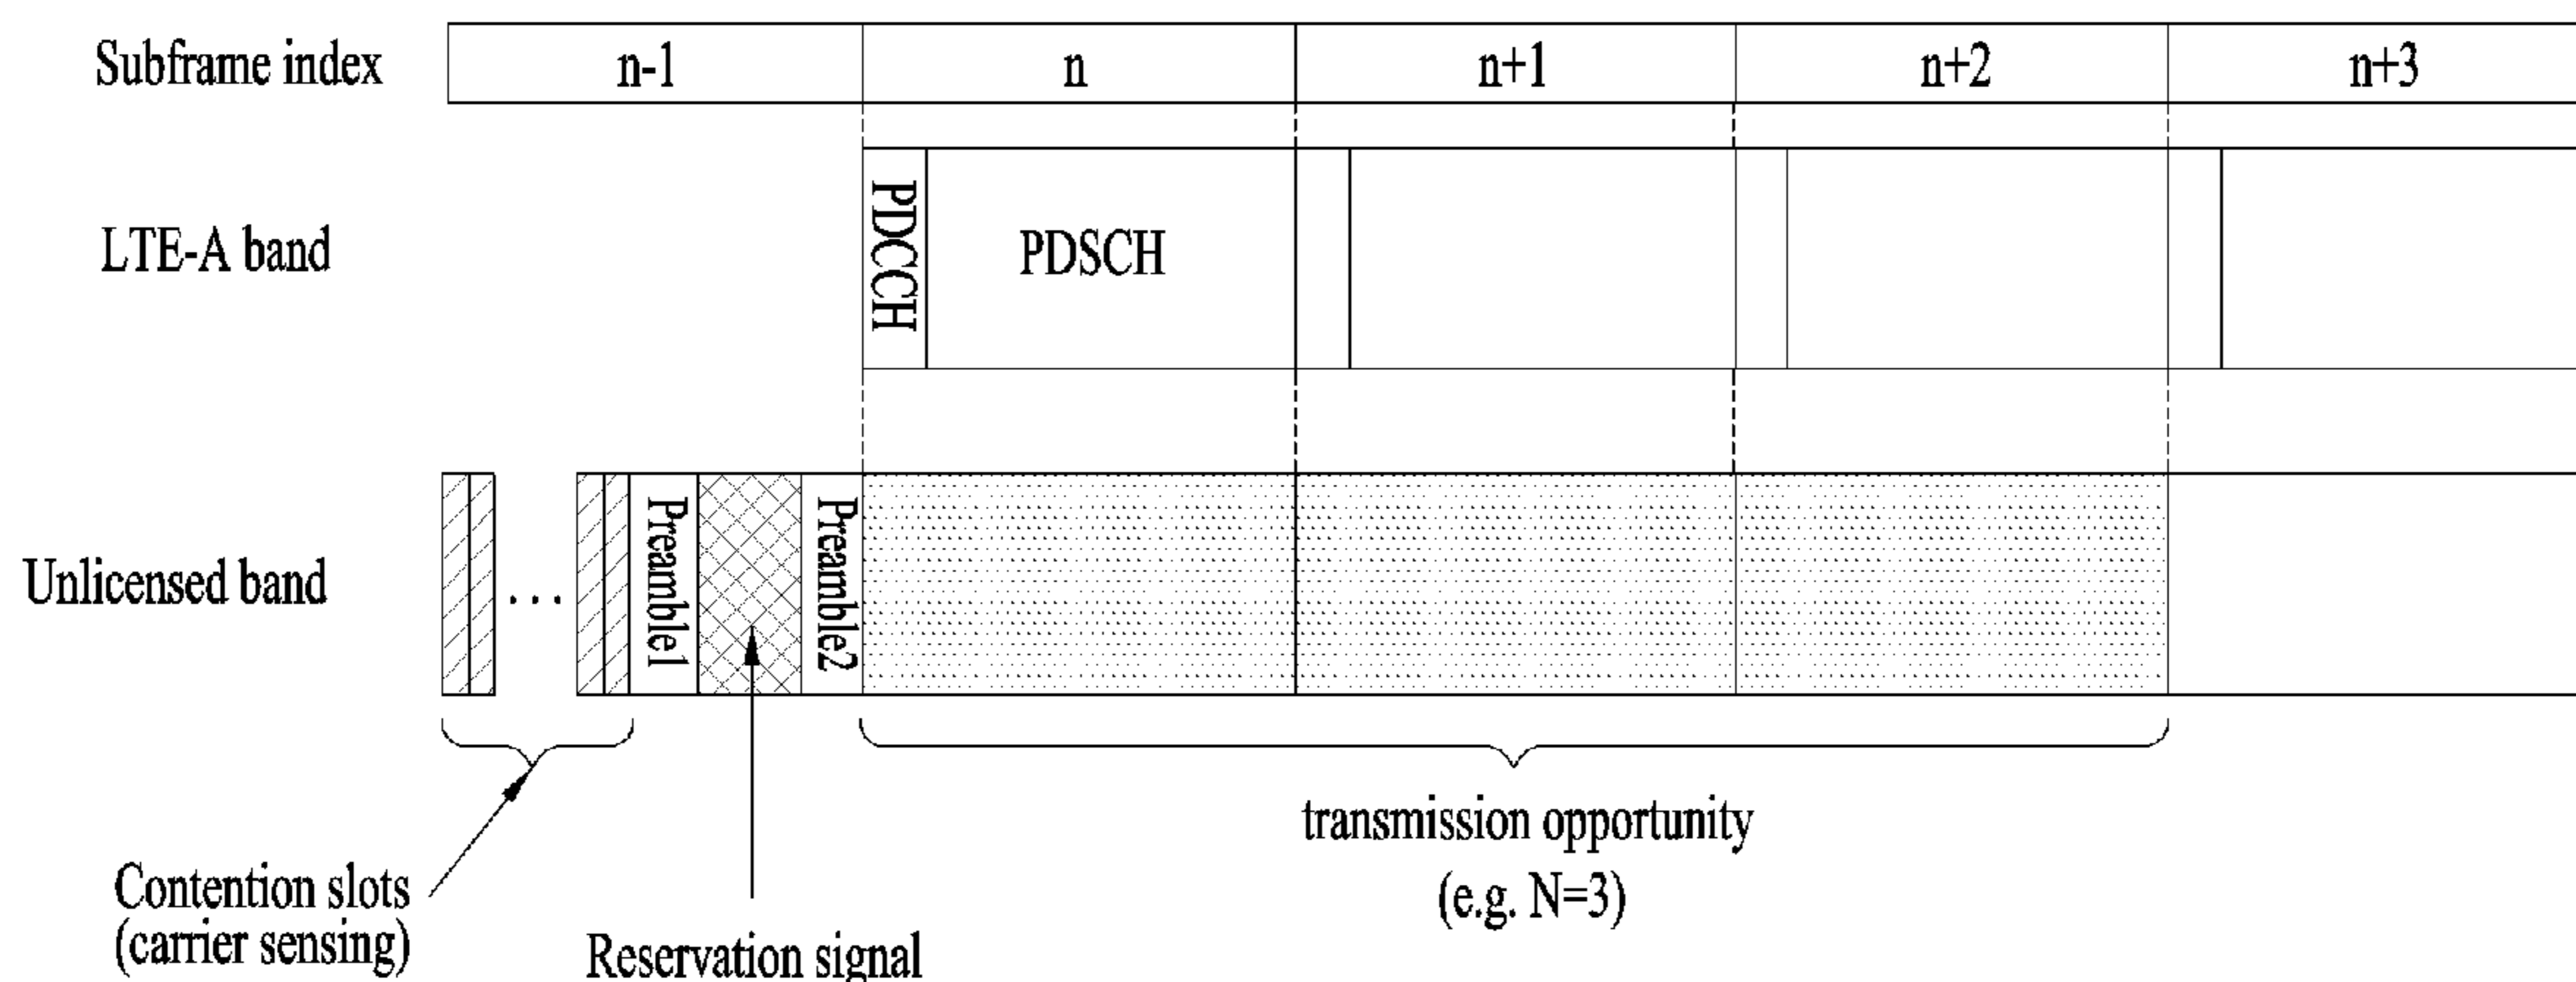 Subframe index
n-1
n
n+1
n+2
n+3
LTE-A band
PDCCH
PDSCH
Unlicensed band
...
Preamble1
Preamble2
transmission opportunity
(e.g. N=3)
Contention slots
(carrier sensing)
Reservation signal